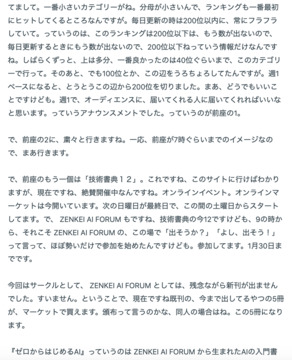 てまして。一番小さいカテゴリーがね。分母が小さいんで、ランキングも一番最初
にヒットしてくるところなんですが。毎日更新の時は200位以内に、常にフラフラ
していて。っていうのは、このランキングは200位以下は、もう数が出ないので、
毎日更新するときにもう数が出ないので、200位以下ねっていう情報だけなんです
ね。しばらくずっと、上は多分、一番良かったのは40位ぐらいまで、このカテゴリ
ーで行って。そのあと、でも100位とか、この辺をうろちょろしてたんですが。週1
ペースになると、とうとうこの辺から200位を切りました。まあ、どうでもいいこ
とですけども。週1で、オーディエンスに、届いてくれる人に届いてくれればいいな
と思います。っていうアナウンスメントでした。っていうのが前座の1。
で、前座の2に、粛々と行きますね。一応、前座が7時ぐらいまでのイメージなの
で、まあ行きます。
で、前座のもう一個は「技術書典１２」。これですね、このサイトに行けばわかり
ますが、現在ですね、絶賛開催中なんですね。オンラインイベント。オンラインマ
ーケットは今開いています。次の日曜日が最終日で、この間の土曜日からスタート
してます。で、ZENKEI AI FORUM もですね、技術書典の今12ですけども、9の時か
ら、それこそ ZENKEI AI FORUM の、この場で「出そうか？」「よし、出そう！」
って言って、ほぼ勢いだけで参加を始めたんですけども。参加してます。1月30日ま
でです。
今回はサークルとして、ZENKEI AI FORUM としては、残念ながら新刊が出せません
でした。すいません。ということで、現在ですね既刊の、今まで出してるやつの5冊
が、マーケットで買えます。頒布って言うのかな、同人の場合はね。この5冊になり
ます。
『ゼロからはじめるAI』っていうのは ZENKEI AI FORUM から生まれたAIの入門書